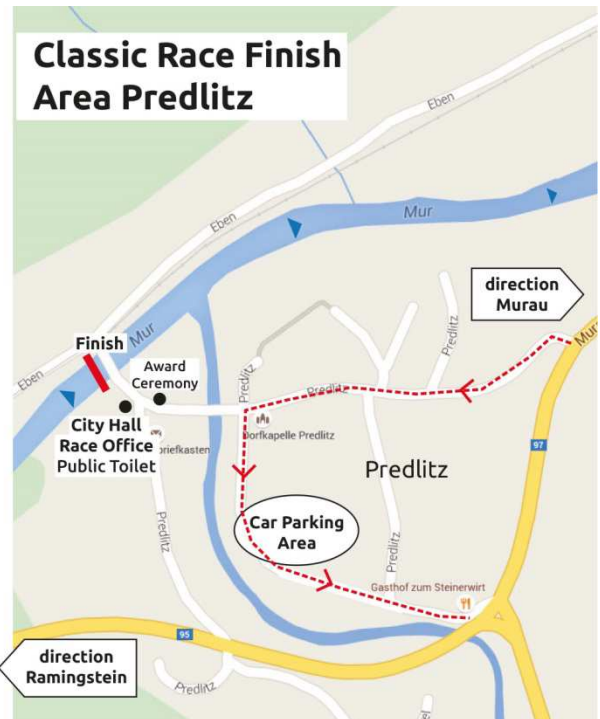 Classic Race Finish
Area Predlitz
Eben
Eben
Mur
direction
Murau
Mur
Finish
Predlitz
Award
Ceremony
Eben
Predlitz
Predlitz
City Hall
Race Office
Public Toilet
Dorfkapelle Predlitz
briefkasten
97
Predlitz
Car Parking
Area
Predlitz
Predlitz
Gasthof zum Steinerwirt
95
direction
Ramingstein
Predlitz